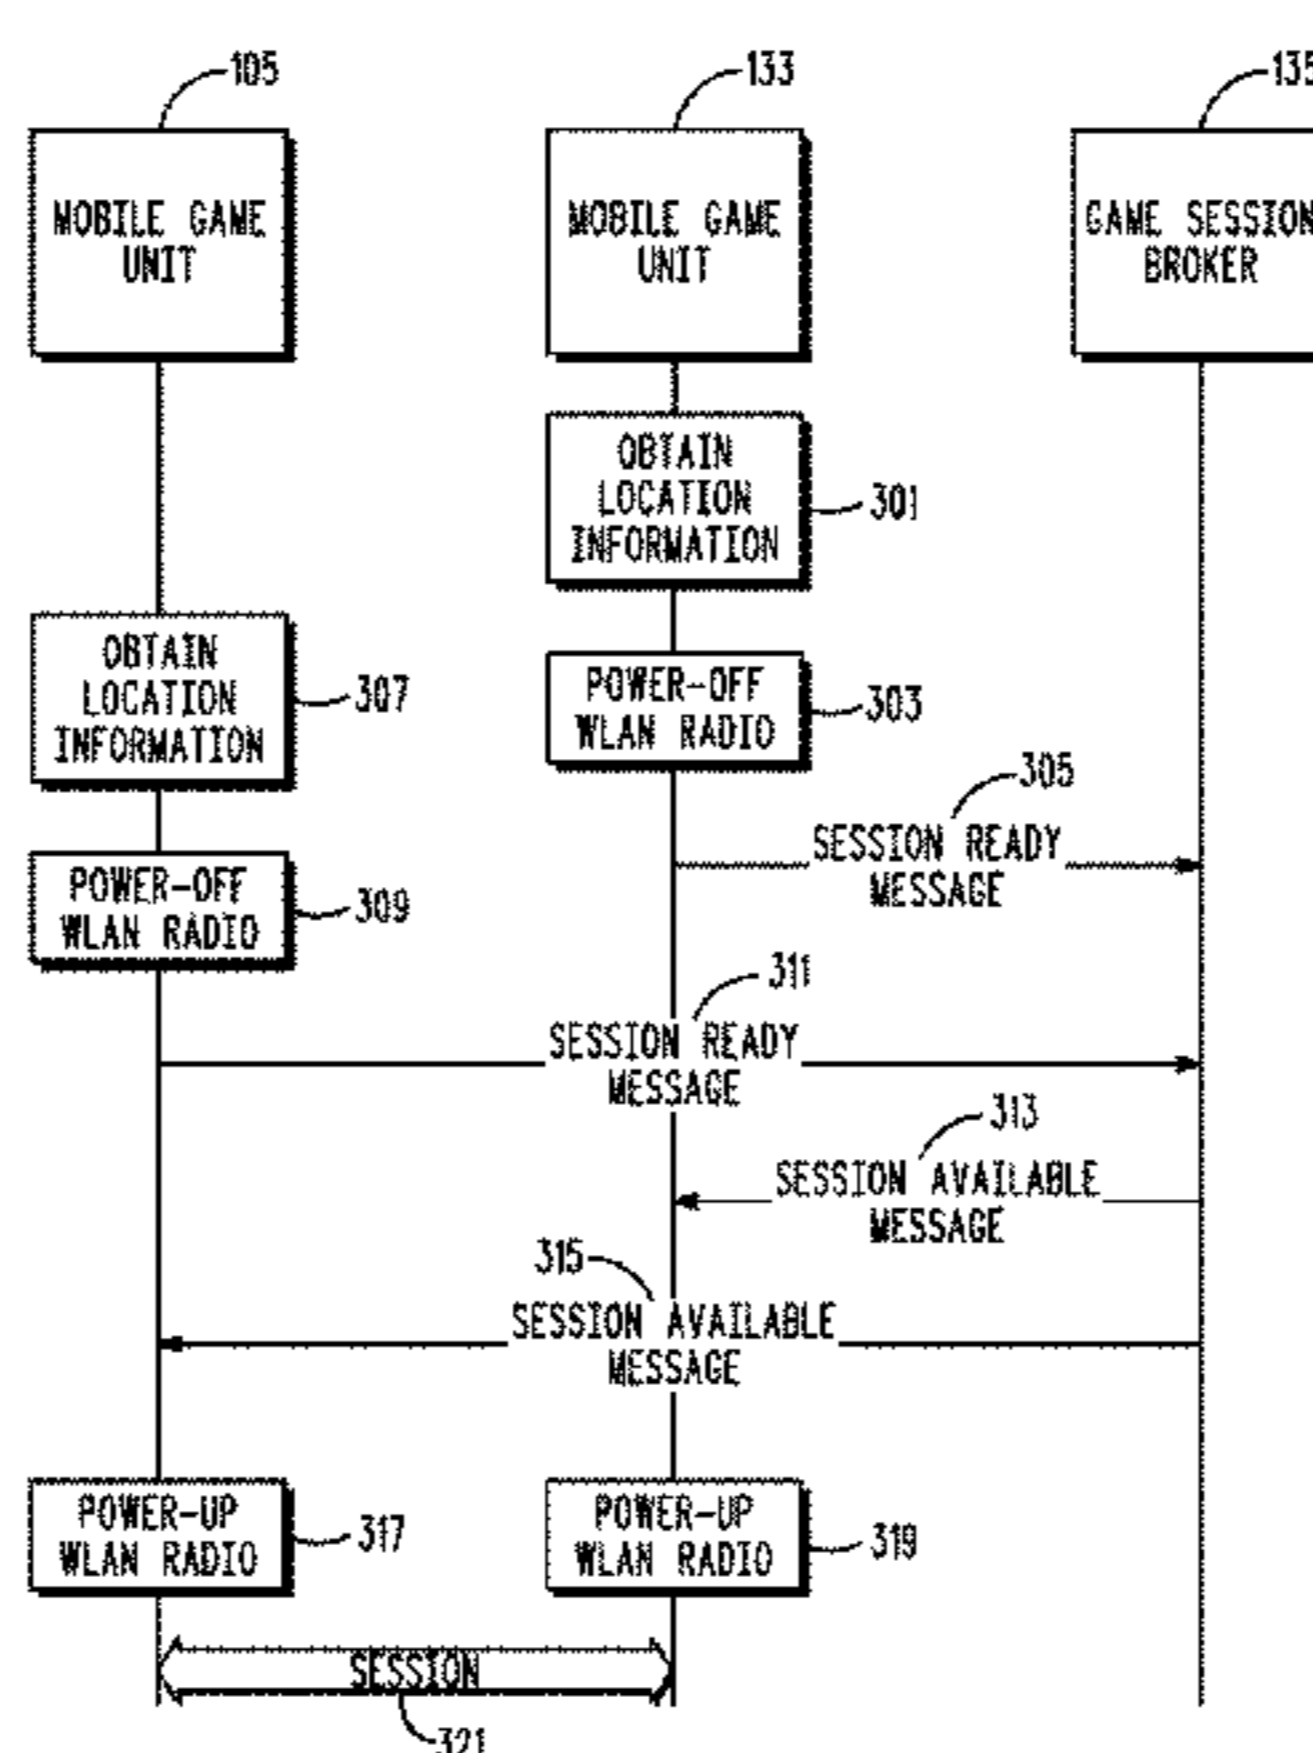 105
133
135
MOBILE GAME
UNIT
MOBILE GAME
UNIT
GAME SESSION
BROKER
OBTAIN
LOCATION
INFORMATION
301
OBTAIN
LOCATION
INFORMATION
307
POWER-OFF
WLAN RADIO
303
305
SESSION READY
MESSAGE
POWER-OFF
WLAN RADIO
309
311
SESSION READY
MESSAGE
313
SESSION AVAILABLE
MESSAGE
315
SESSION AVAILABLE
MESSAGE
POWER-UP
WLAN RADIO
317
POWER-UP
WLAN RADIO
319
SESSION
321